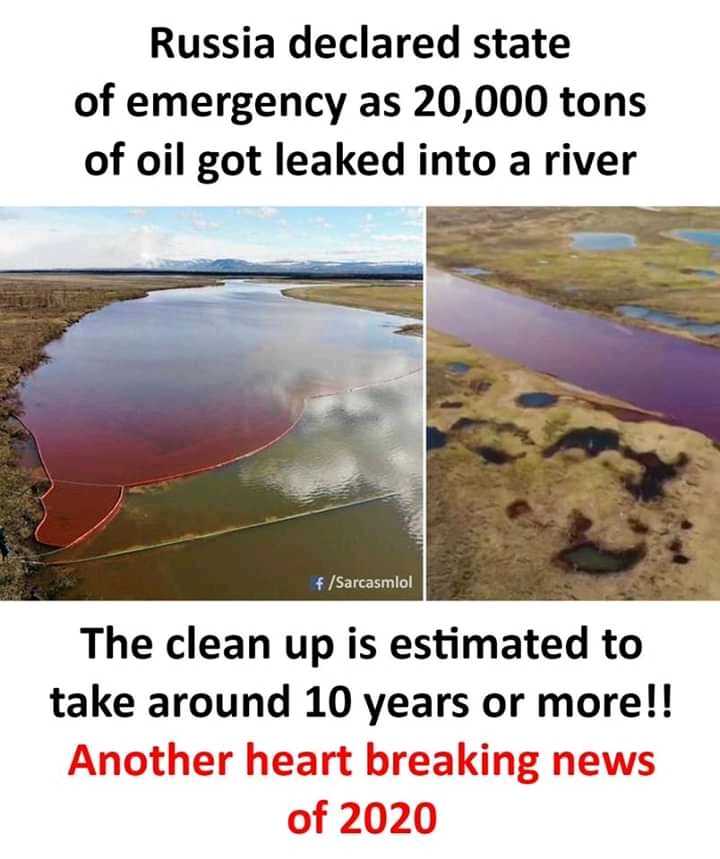 Russia declared state
of emergency as 20,000 tons
of oil got leaked into a river
f /Sarcasmlol
The clean up is estimated to
take around 10 years or more!!
Another heart breaking news
of 2020